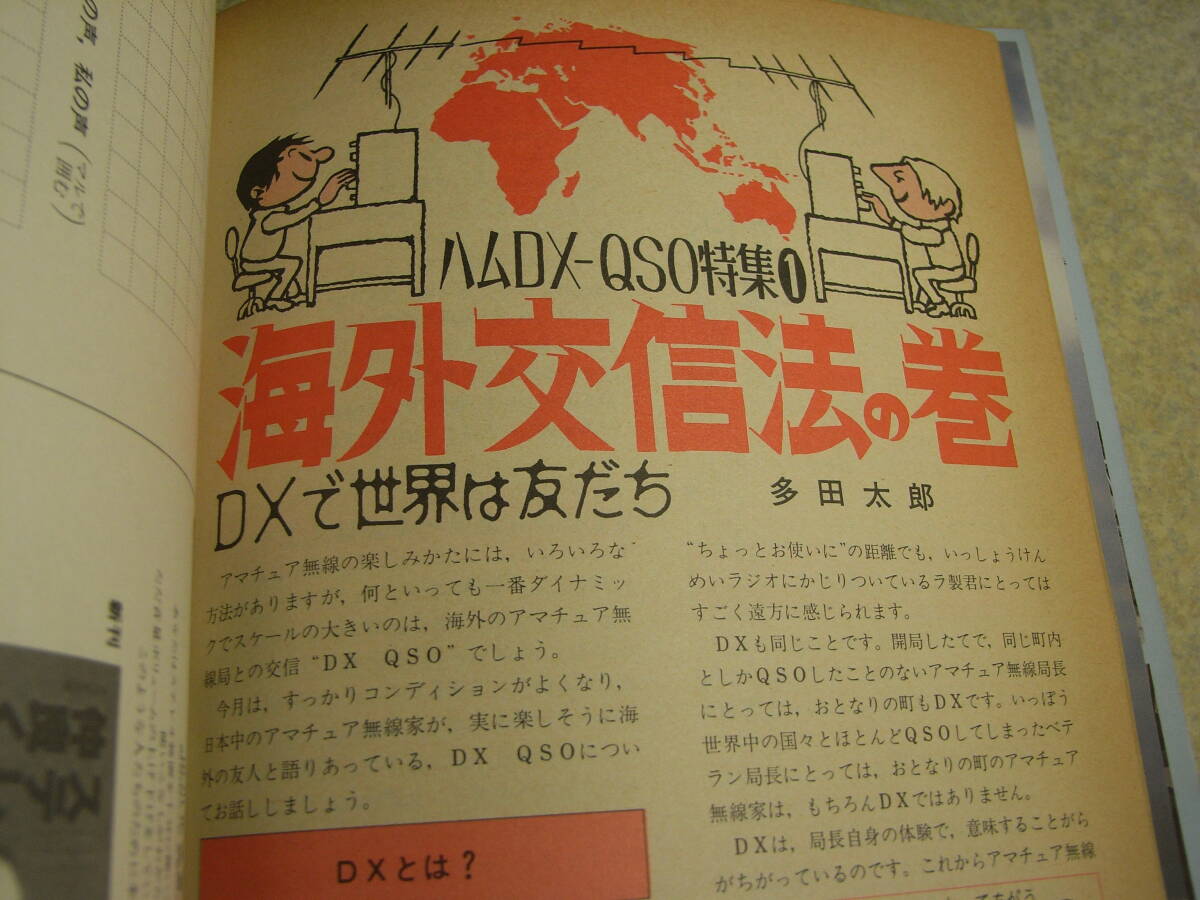 の声，私の声（マルで囲む）
新刊
ハムDX-QSO特集❶
海外交信法の巻
DXで世界は友だち
多田太郎
アマチュア無線の楽しみかたには，いろいろな
方法がありますが，何といっても一番ダイナミッ
クでスケールの大きいのは，海外のアマチュア無
線局との交信“DX QSO”でしょう。
今月は，すっかりコンディションがよくなり，
日本中のアマチュア無線家が，実に楽しそうに海
外の友人と語りあっている，DX QSOについ
てお話ししましょう。
DXとは？
“ちょっとお使いに”の距離でも，いっしょうけん
めいラジオにかじりついているラ製君にとっては
すごく遠方に感じられます。
DXも同じことです。開局したてで，同じ町内
としかQSOしたことのないアマチュア無線局長
にとっては，おとなりの町もDXです。いっぽう
世界中の国々とほとんどQSOしてしまったベテ
ラン局長にとっては，おとなりの町のアマチュア
無線家は，もちろんDXではありません。
DXは，局長自身の体験で，意味することがら
がちがっているのです。これからアマチュア無線